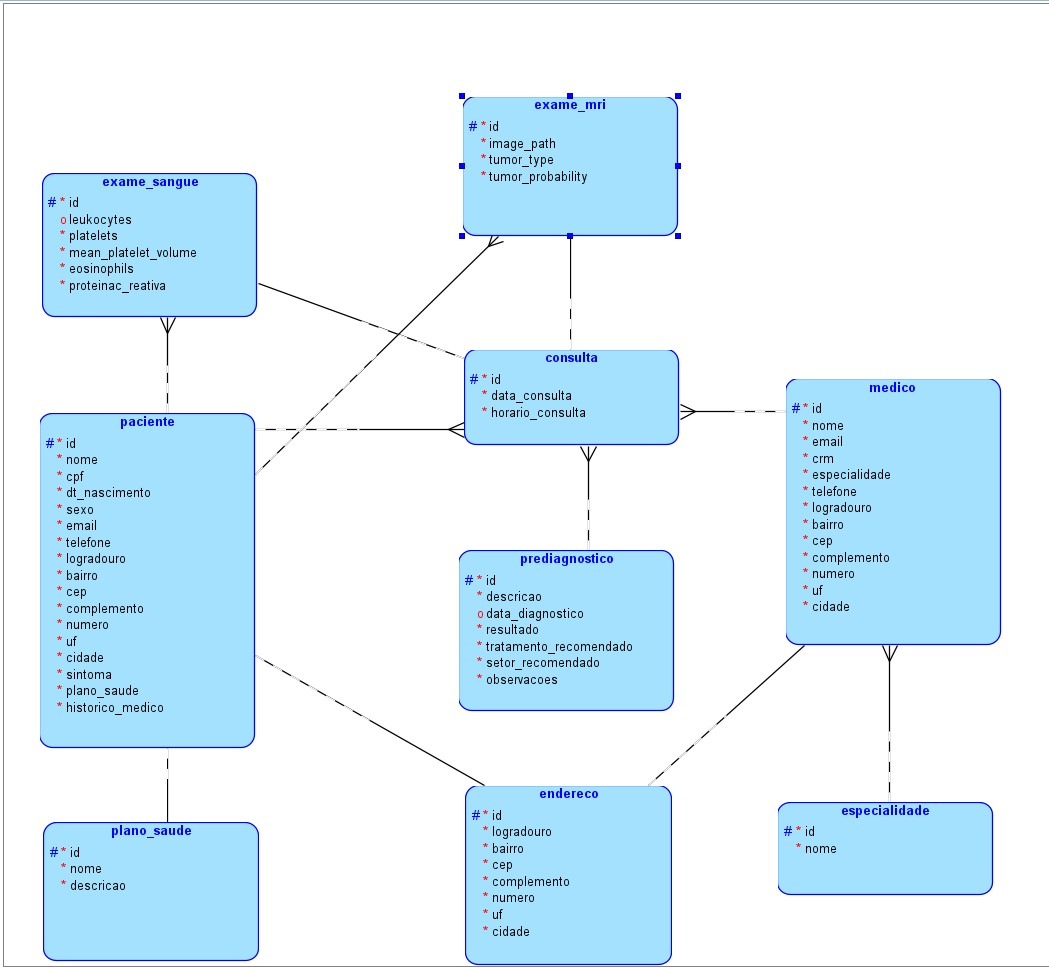 exame_mri
# * id
* image_path
* tumor_type
* tumor_probability
exame_sangue
# * id
o leukocytes
* platelets
* mean_platelet_volume
* eosinophils
* proteinac_reativa
consulta
# * id
* data_consulta
* horario_consulta
medico
# * id
* nome
* email
* crm
* especialidade
* telefone
* logradouro
* bairro
* cep
* complemento
* numero
* uf
* cidade
paciente
# * id
* nome
* cpf
* dt_nascimento
* sexo
* email
* telefone
* logradouro
* bairro
* cep
* complemento
* numero
* uf
* cidade
* sintoma
* plano_saude
* historico_medico
prediagnostico
# * id
* descricao
o data_diagnostico
* resultado
* tratamento_recomendado
* setor_recomendado
* observacoes
plano_saude
# * id
* nome
* descricao
endereco
# * id
* logradouro
* bairro
* cep
* complemento
* numero
* uf
* cidade
especialidade
# * id
* nome